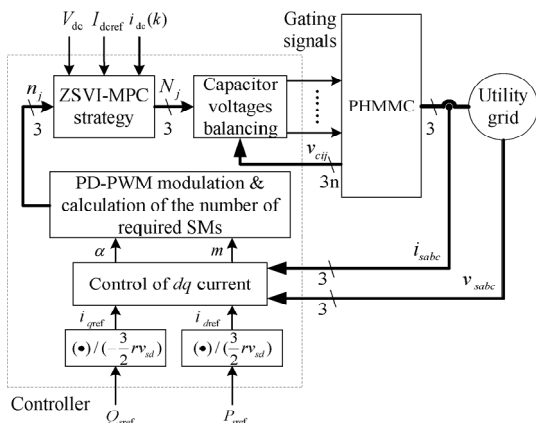 V_dc I_dcref i_dc(k)
Gating
signals
n_j
3
ZSVI-MPC
strategy
N_j
3
Capacitor
voltages
balancing
PHMMC
3
Utility
grid
v_cij
3n
PD-PWM modulation &
calculation of the number of
required SMs
α
m
i_sabc
v_sabc
3
3
Control of dq current
i_qref
i_dref
(•)/(-3/2 rv_sd)
(•)/(3/2 rv_sd)
Controller